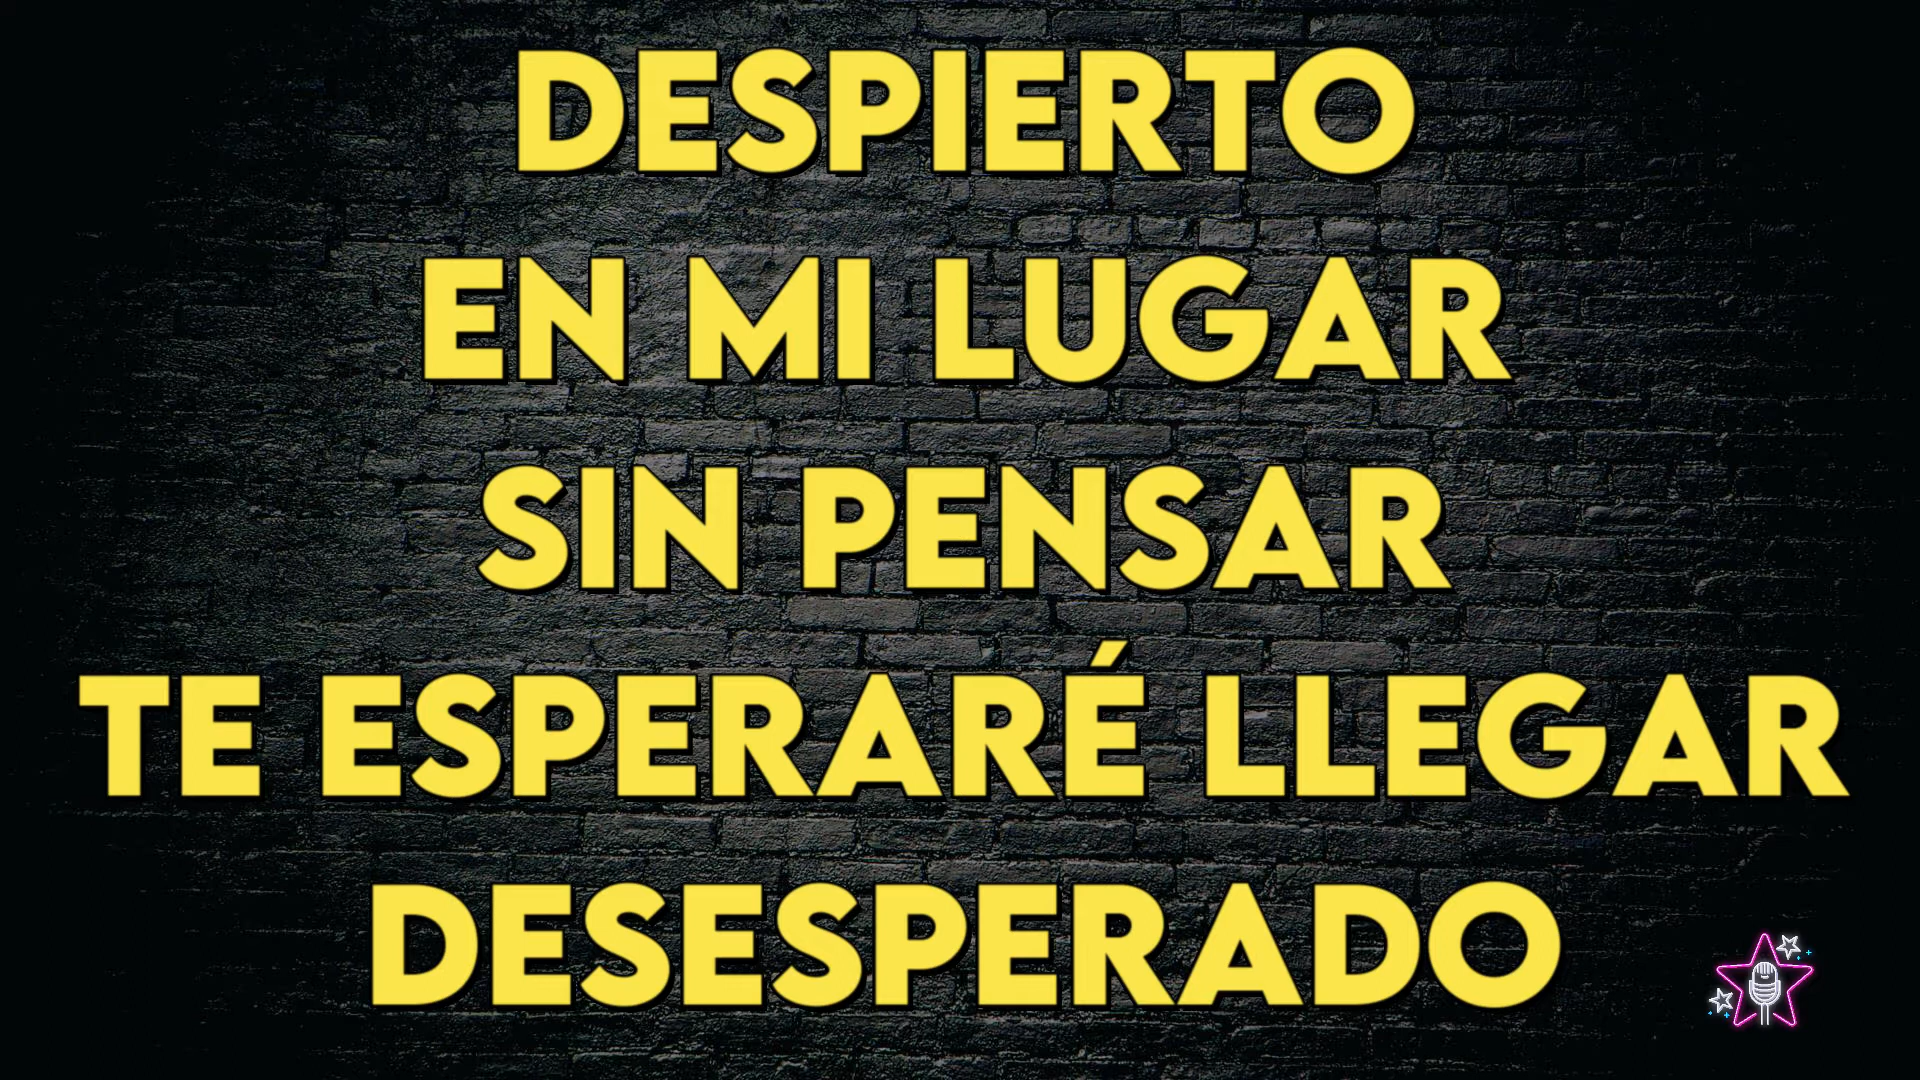 DESPIERTO
EN MI LUGAR
SIN PENSAR
TE ESPERARÉ LLEGAR
DESESPERADO